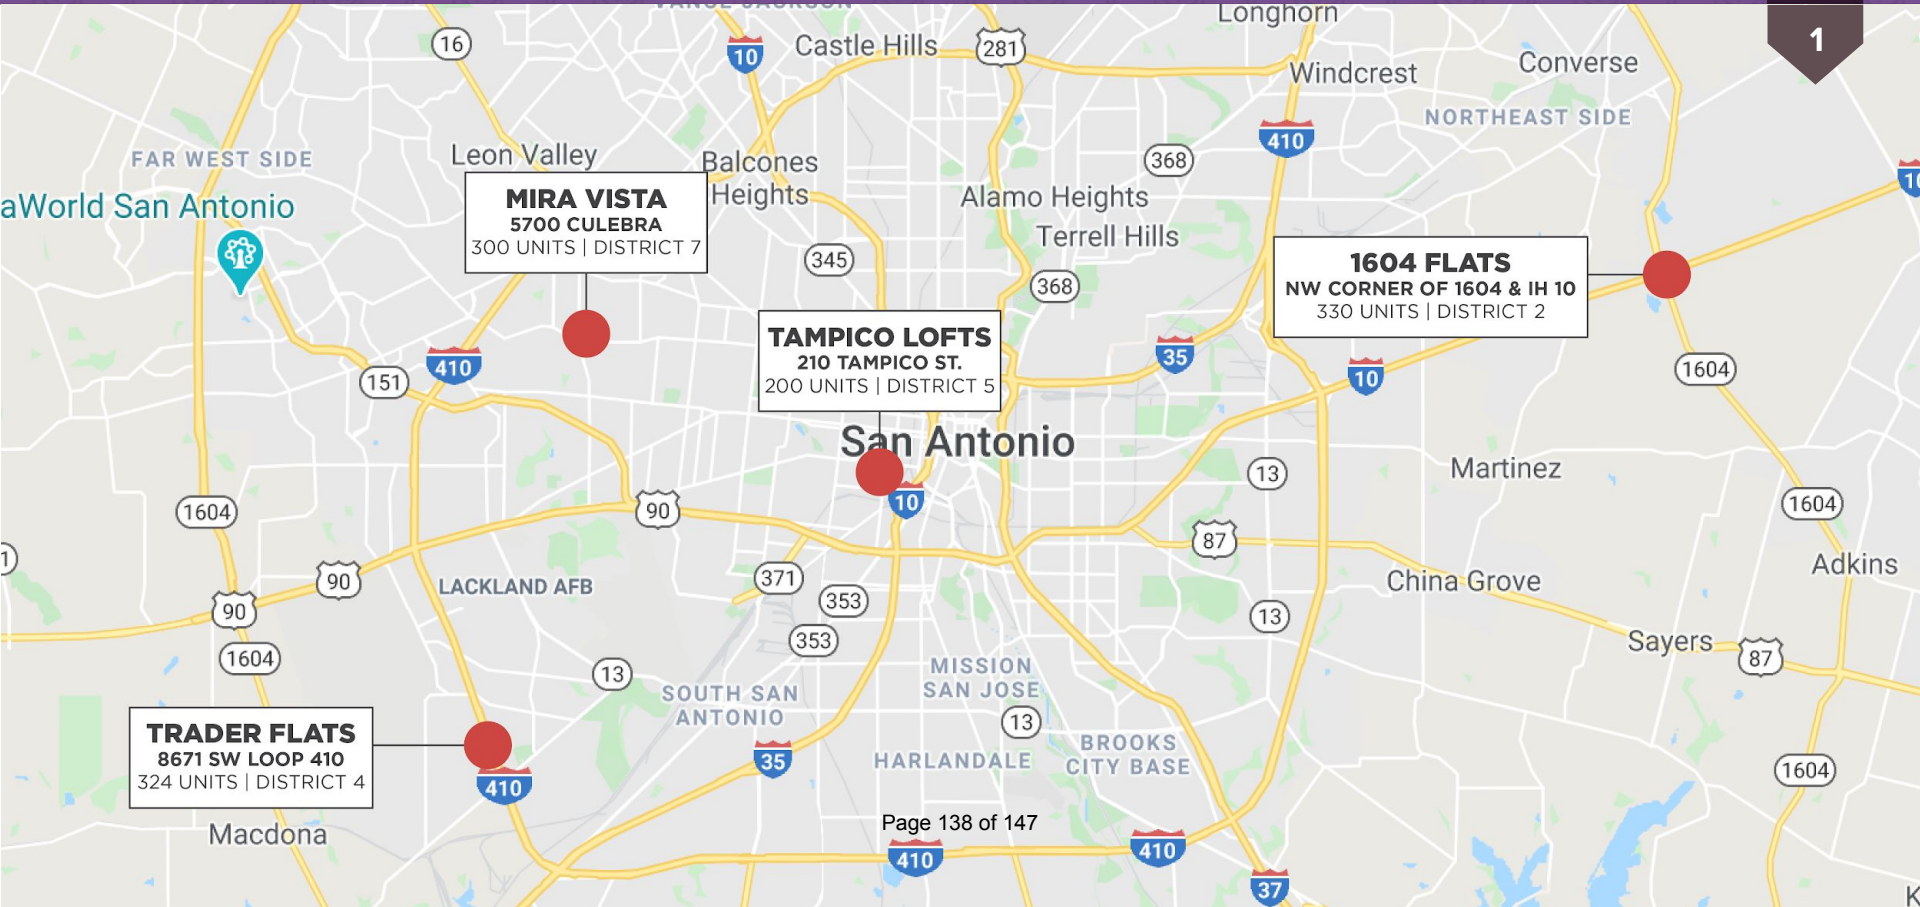 VANCE JACKSON
Longhorn
1
16
10
Castle Hills
281
Windcrest
Converse
NORTHEAST SIDE
410
FAR WEST SIDE
Leon Valley
Balcones
Heights
368
10
aWorld San Antonio
Alamo Heights
Terrell Hills
MIRA VISTA
5700 CULEBRA
300 UNITS | DISTRICT 7
345
368
1604 FLATS
NW CORNER OF 1604 & IH 10
330 UNITS | DISTRICT 2
TAMPICO LOFTS
210 TAMPICO ST.
200 UNITS | DISTRICT 5
410
151
35
10
1604
San Antonio
13
Martinez
1604
90
10
1604
87
1
90
90
LACKLAND AFB
371
353
353
China Grove
Adkins
13
Sayers
87
1604
13
SOUTH SAN
ANTONIO
MISSION
SAN JOSE
13
TRADER FLATS
8671 SW LOOP 410
324 UNITS | DISTRICT 4
410
35
HARLANDALE
BROOKS
CITY BASE
1604
Macdona
Page 138 of 147
410
410
37
K